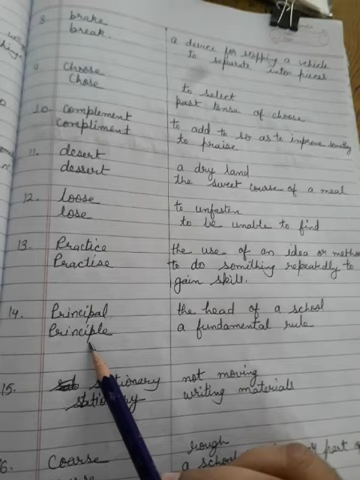 8. brake
break
a device for stopping a vehicle
to separate into pieces
9. Choose
Chose
to select
past tense of choose
10. complement
compliment
to add to so as to improve
to praise
11. desert
dessert
a dry land
the sweet course of a meal
12. loose
lose
to unfasten
to be unable to find
13. Practice
Practise
the use of an idea or method
to do something repeatedly to
gain skill.
14. Principal
Principle
the head of a school
a fundamental rule
15. stationary
stationary
not moving
writing materials
16. Coarse
rough
a school